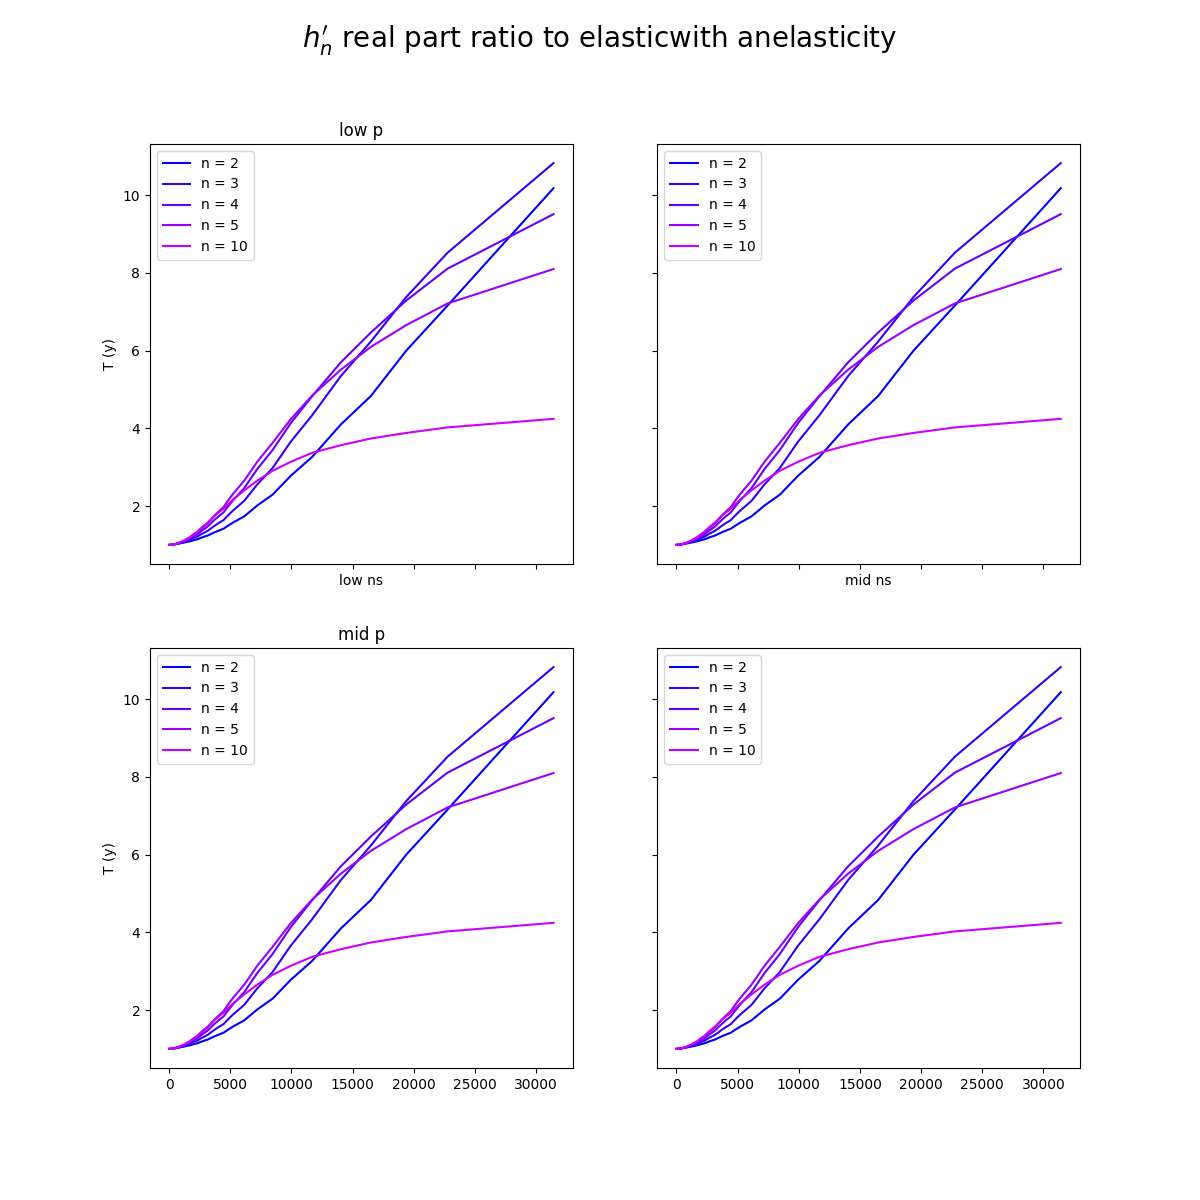 h′ₙ real part ratio to elasticwith anelasticity
low p
n = 2
n = 3
n = 4
n = 5
n = 10
10
8
6
4
2
T (y)
low ns
n = 2
n = 3
n = 4
n = 5
n = 10
mid ns
mid p
n = 2
n = 3
n = 4
n = 5
n = 10
10
8
6
4
2
T (y)
0 5000 10000 15000 20000 25000 30000
n = 2
n = 3
n = 4
n = 5
n = 10
0 5000 10000 15000 20000 25000 30000